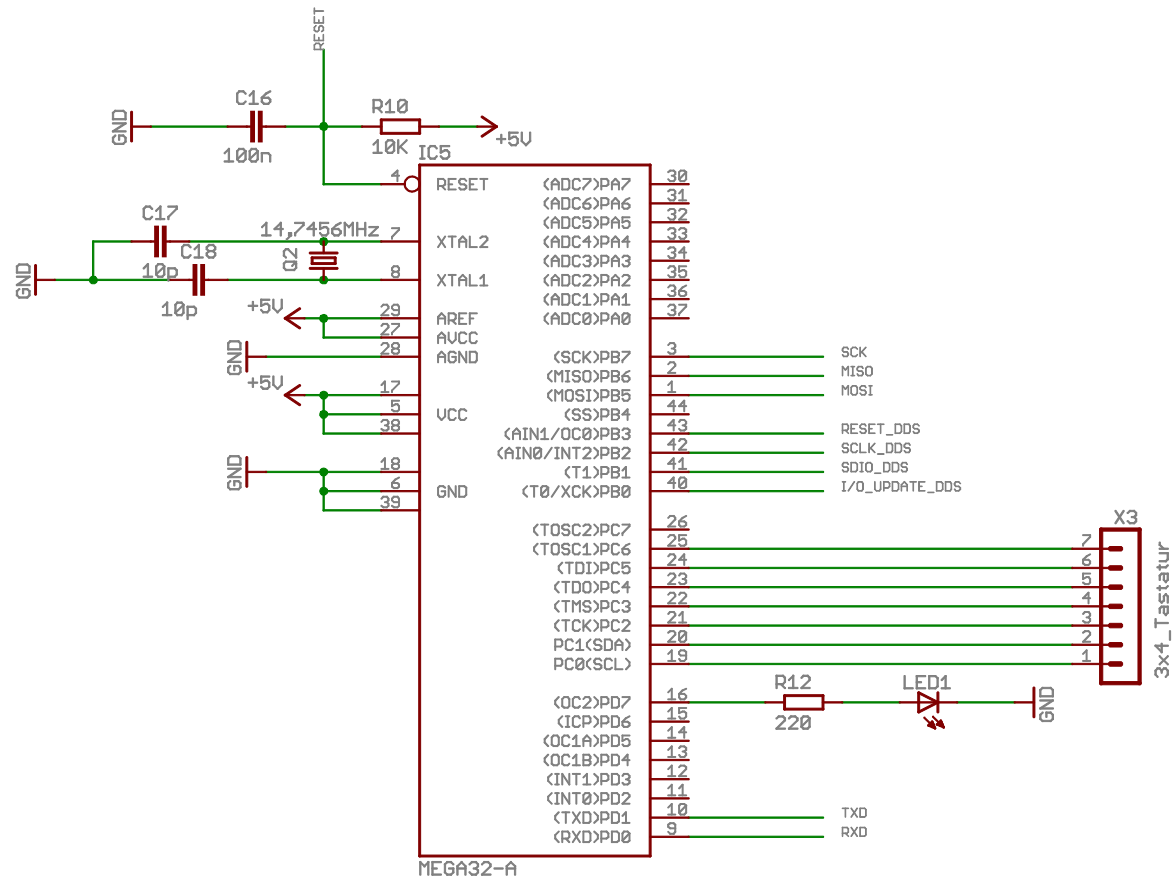 RESET
C16
GND
100n
R10
10K
+5V
IC5
4
RESET
C17
10p
14,7456MHz
Q2
7
XTAL2
C18
10p
GND
8
XTAL1
+5V
29
AREF
27
AVCC
28
AGND
GND
+5V
17
5
VCC
38
GND
18
6
GND
39
(ADC7)PA7 30
(ADC6)PA6 31
(ADC5)PA5 32
(ADC4)PA4 33
(ADC3)PA3 34
(ADC2)PA2 35
(ADC1)PA1 36
(ADC0)PA0 37
(SCK)PB7 3 SCK
(MISO)PB6 2 MISO
(MOSI)PB5 1 MOSI
(SS)PB4 44
(AIN1/OC0)PB3 43 RESET_DDS
(AIN0/INT2)PB2 42 SCLK_DDS
(T1)PB1 41 SDIO_DDS
(T0/XCK)PB0 40 I/O_UPDATE_DDS
(TOSC2)PC7 26
X3
(TOSC1)PC6 25 7
(TDI)PC5 24 6
(TDO)PC4 23 5
(TMS)PC3 22 4
(TCK)PC2 21 3
PC1(SDA) 20 2
PC0(SCL) 19 1
3x4_Tastatur
(OC2)PD7 16
R12
220
LED1
GND
(ICP)PD6 15
(OC1A)PD5 14
(OC1B)PD4 13
(INT1)PD3 12
(INT0)PD2 11
(TXD)PD1 10 TXD
(RXD)PD0 9 RXD
MEGA32-A